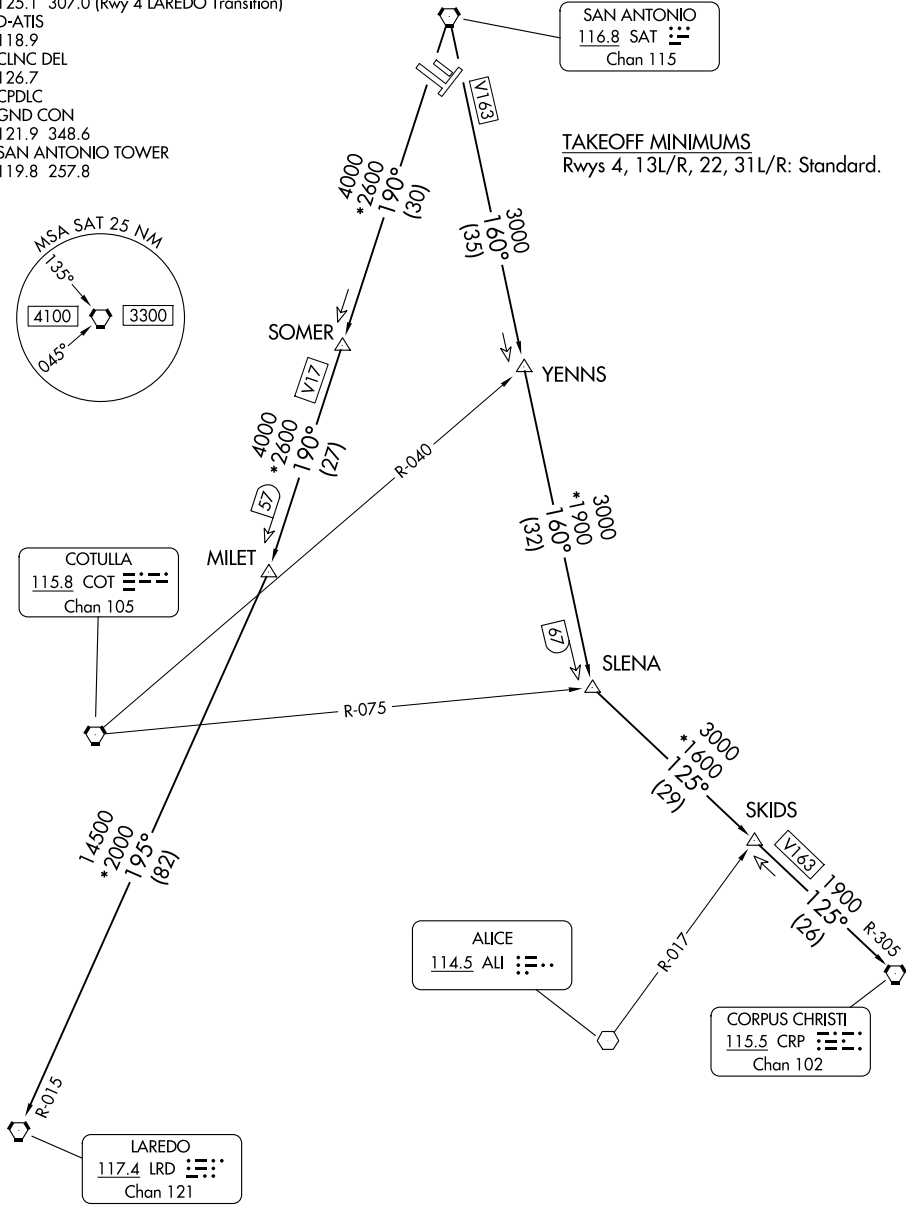 125.1 307.0 (Rwy 4 LAREDO Transition)
D-ATIS
118.9
CLNC DEL
126.7
CPDLC
GND CON
121.9 348.6
SAN ANTONIO TOWER
119.8 257.8
SAN ANTONIO
116.8 SAT
Chan 115
TAKEOFF MINIMUMS
Rwys 4, 13L/R, 22, 31L/R: Standard.
V163
4000
*2600
190°
(30)
3000
160°
(35)
MSA SAT 25 NM
135°
4100
3300
045°
SOMER
V17
YENNS
4000
*2600
190°
(27)
R-040
57
MILET
3000
*1900
160°
(32)
COTULLA
115.8 COT
Chan 105
67
SLENA
R-075
3000
*1600
125°
(29)
SKIDS
14500
*2000
195°
(82)
V163
1900
125°
(26)
R-305
ALICE
114.5 ALI
R-017
CORPUS CHRISTI
115.5 CRP
Chan 102
R-015
LAREDO
117.4 LRD
Chan 121